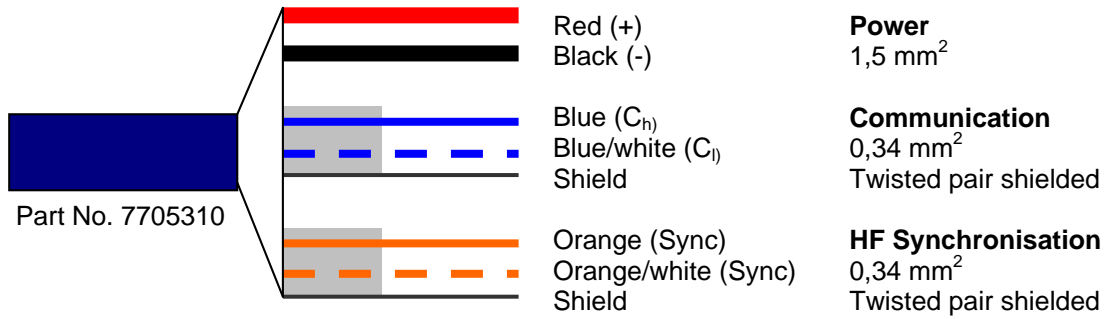 Red (+) Power
Black (-) 1,5 mm²
Blue (Cₕ) Communication
Blue/white (Cₗ) 0,34 mm²
Shield Twisted pair shielded
Part No. 7705310
Orange (Sync) HF Synchronisation
Orange/white (Sync) 0,34 mm²
Shield Twisted pair shielded